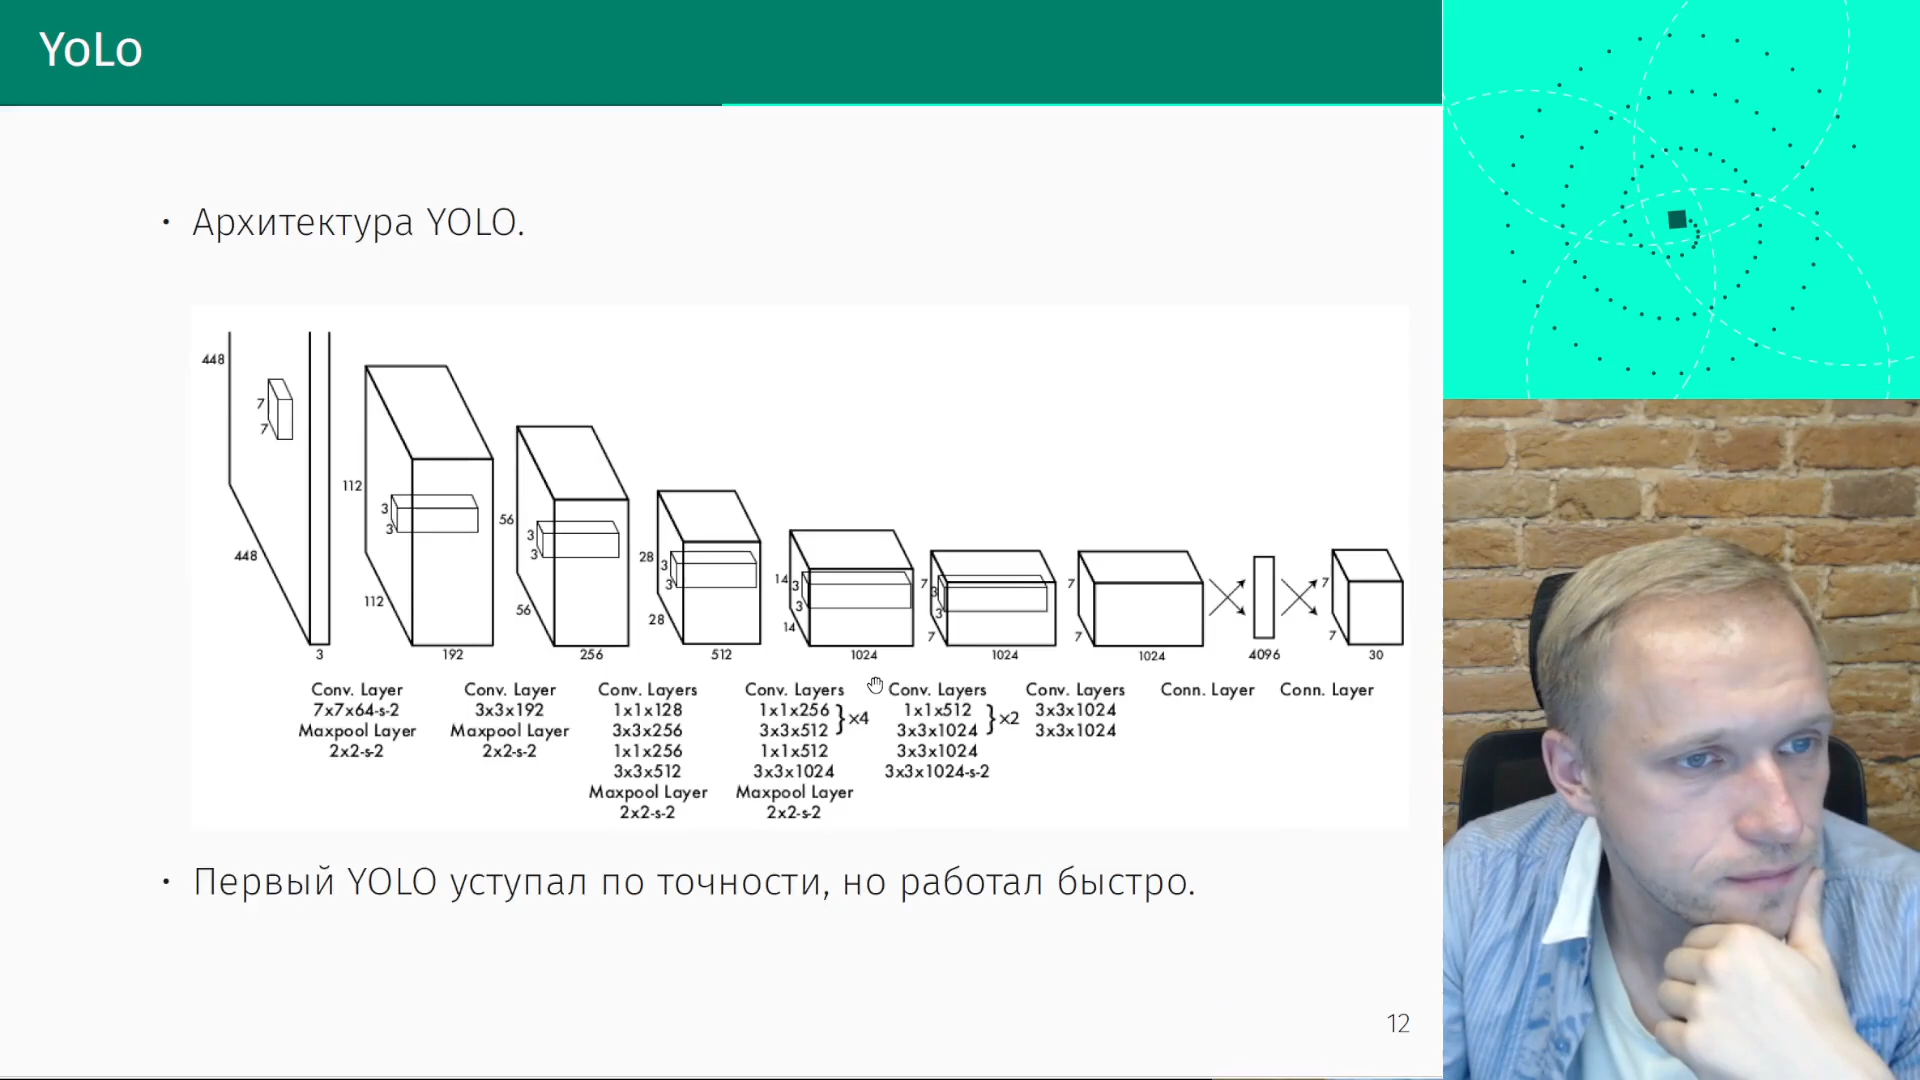 YoLo
• Архитектура YOLO.
448
7
7
448
3
112
3
3
112
192
56
3
3
56
256
28
3
3
28
512
14
3
3
14
1024
7
3
3
7
1024
7
7
1024
4096
7
7
30
Conv. Layer
7x7x64-s-2
Maxpool Layer
2x2-s-2
Conv. Layer
3x3x192
Maxpool Layer
2x2-s-2
Conv. Layers
1x1x128
3x3x256
1x1x256
3x3x512
Maxpool Layer
2x2-s-2
Conv. Layers
1x1x256
3x3x512
}x4
1x1x512
3x3x1024
Maxpool Layer
2x2-s-2
Conv. Layers
1x1x512
3x3x1024
}x2
3x3x1024
3x3x1024-s-2
Conv. Layers
3x3x1024
3x3x1024
Conn. Layer
Conn. Layer
• Первый YOLO уступал по точности, но работал быстро.
12